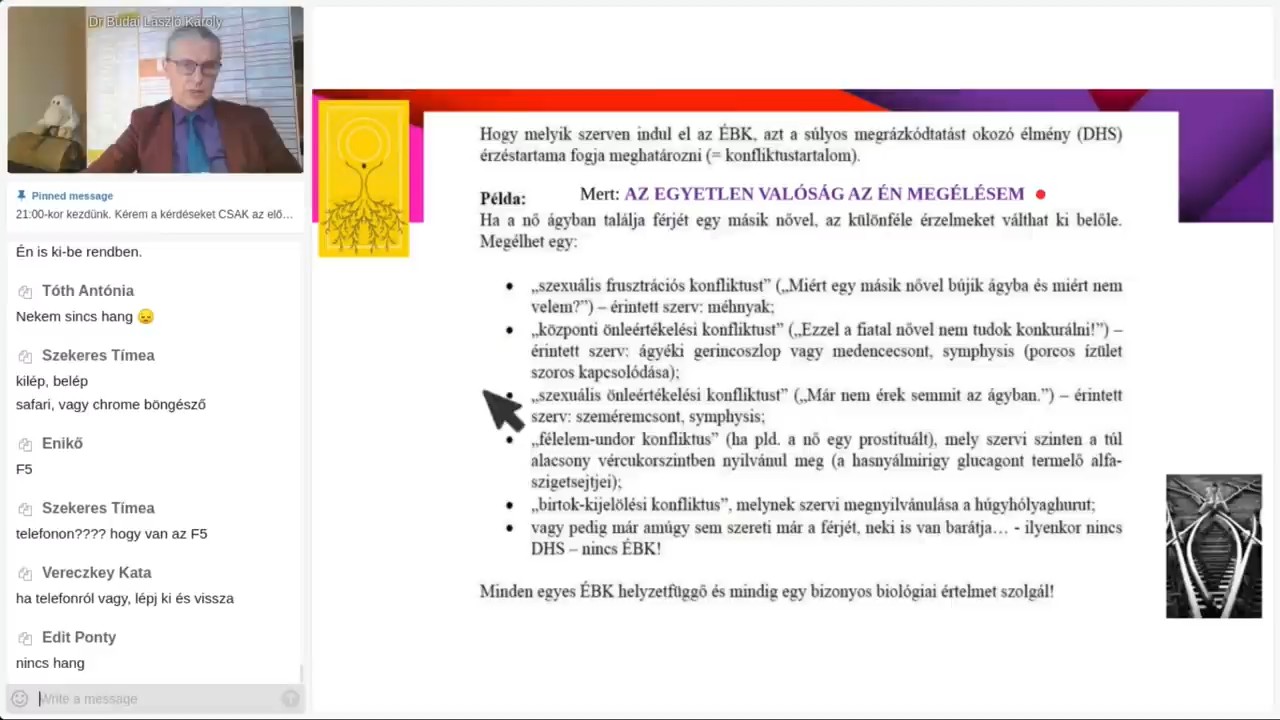 Dr Budai László Károly
Pinned message
21:00-kor kezdünk. Kérem a kérdéseket CSAK az elő…
Én is ki-be rendben.
Tóth Antónia
Nekem sincs hang 😔
Szekeres Tímea
kilép, belép
safari, vagy chrome böngésző
Enikő
F5
Szekeres Tímea
telefonon???? hogy van az F5
Vereczkey Kata
ha telefonról vagy, lépj ki és vissza
Edit Ponty
nincs hang
Write a message
Hogy melyik szerven indul el az ÉBK, azt a súlyos megrázkódtatást okozó élmény (DHS)
érzéstartama fogja meghatározni (= konfliktustartalom).
Példa: Mert: AZ EGYETLEN VALÓSÁG AZ ÉN MEGÉLÉSEM
Ha a nő ágyban találja férjét egy másik nővel, az különféle érzelmeket válthat ki belőle.
Megélhet egy:
• „szexuális frusztrációs konfliktust” („Miért egy másik nővel bújik ágyba és miért nem
velem?”) – érintett szerv: méhnyak;
• „központi önleértékelési konfliktust” („Ezzel a fiatal nővel nem tudok konkurálni!”) –
érintett szerv: ágyéki gerincoszlop vagy medencecsont, symphysis (porcos ízület
szoros kapcsolódása);
• „szexuális önleértékelési konfliktust” („Már nem érek semmit az ágyban.”) – érintett
szerv: szeméremcsont, symphysis;
• „félelem-undor konfliktus” (ha pld. a nő egy prostituált), mely szervi szinten a túl
alacsony vércukorszintben nyilvánul meg (a hasnyálmirigy glucagont termelő alfa-
szigetsejtjei);
• „birtok-kijelölési konfliktus”, melynek szervi megnyilvánulása a húgyhólyaghurut;
• vagy pedig már amúgy sem szereti már a férjét, neki is van barátja… - ilyenkor nincs
DHS – nincs ÉBK!
Minden egyes ÉBK helyzetfüggő és mindig egy bizonyos biológiai értelmet szolgál!